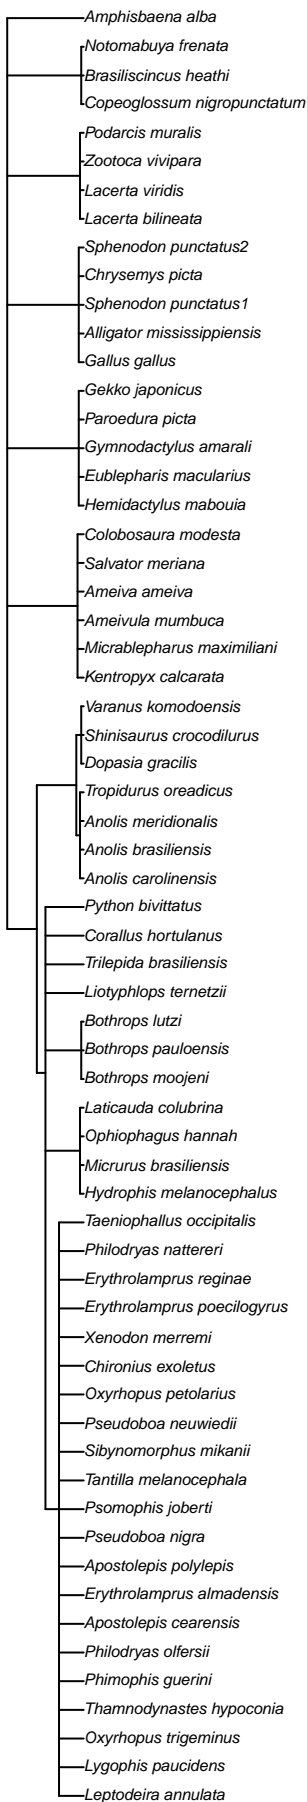 Amphisbaena alba
Notomabuya frenata
Brasiliscincus heathi
Copeoglossum nigropunctatum
Podarcis muralis
Zootoca vivipara
Lacerta viridis
Lacerta bilineata
Sphenodon punctatus2
Chrysemys picta
Sphenodon punctatus1
Alligator mississippiensis
Gallus gallus
Gekko japonicus
Paroedura picta
Gymnodactylus amarali
Eublepharis macularius
Hemidactylus mabouia
Colobosaura modesta
Salvator meriana
Ameiva ameiva
Ameivula mumbuca
Micrablepharus maximiliani
Kentropyx calcarata
Varanus komodoensis
Shinisaurus crocodilurus
Dopasia gracilis
Tropidurus oreadicus
Anolis meridionalis
Anolis brasiliensis
Anolis carolinensis
Python bivittatus
Corallus hortulanus
Trilepida brasiliensis
Liotyphlops ternetzii
Bothrops lutzi
Bothrops pauloensis
Bothrops moojeni
Laticauda colubrina
Ophiophagus hannah
Micrurus brasiliensis
Hydrophis melanocephalus
Taeniophallus occipitalis
Philodryas nattereri
Erythrolamprus reginae
Erythrolamprus poecilogyrus
Xenodon merremi
Chironius exoletus
Oxyrhopus petolarius
Pseudoboa neuwiedii
Sibynomorphus mikanii
Tantilla melanocephala
Psomophis joberti
Pseudoboa nigra
Apostolepis polylepis
Erythrolamprus almadensis
Apostolepis cearensis
Philodryas olfersii
Phimophis guerini
Thamnodynastes hypoconia
Oxyrhopus trigeminus
Lygophis paucidens
Leptodeira annulata